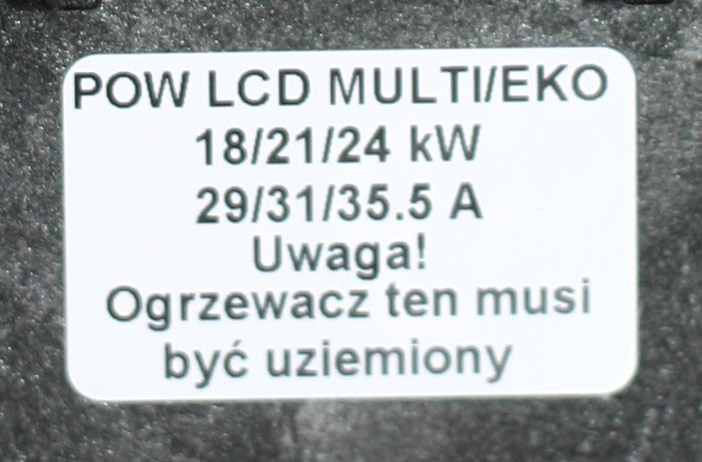 POW LCD MULTI/EKO
18/21/24 kW
29/31/35.5 A
Uwaga!
Ogrzewacz ten musi
być uziemiony